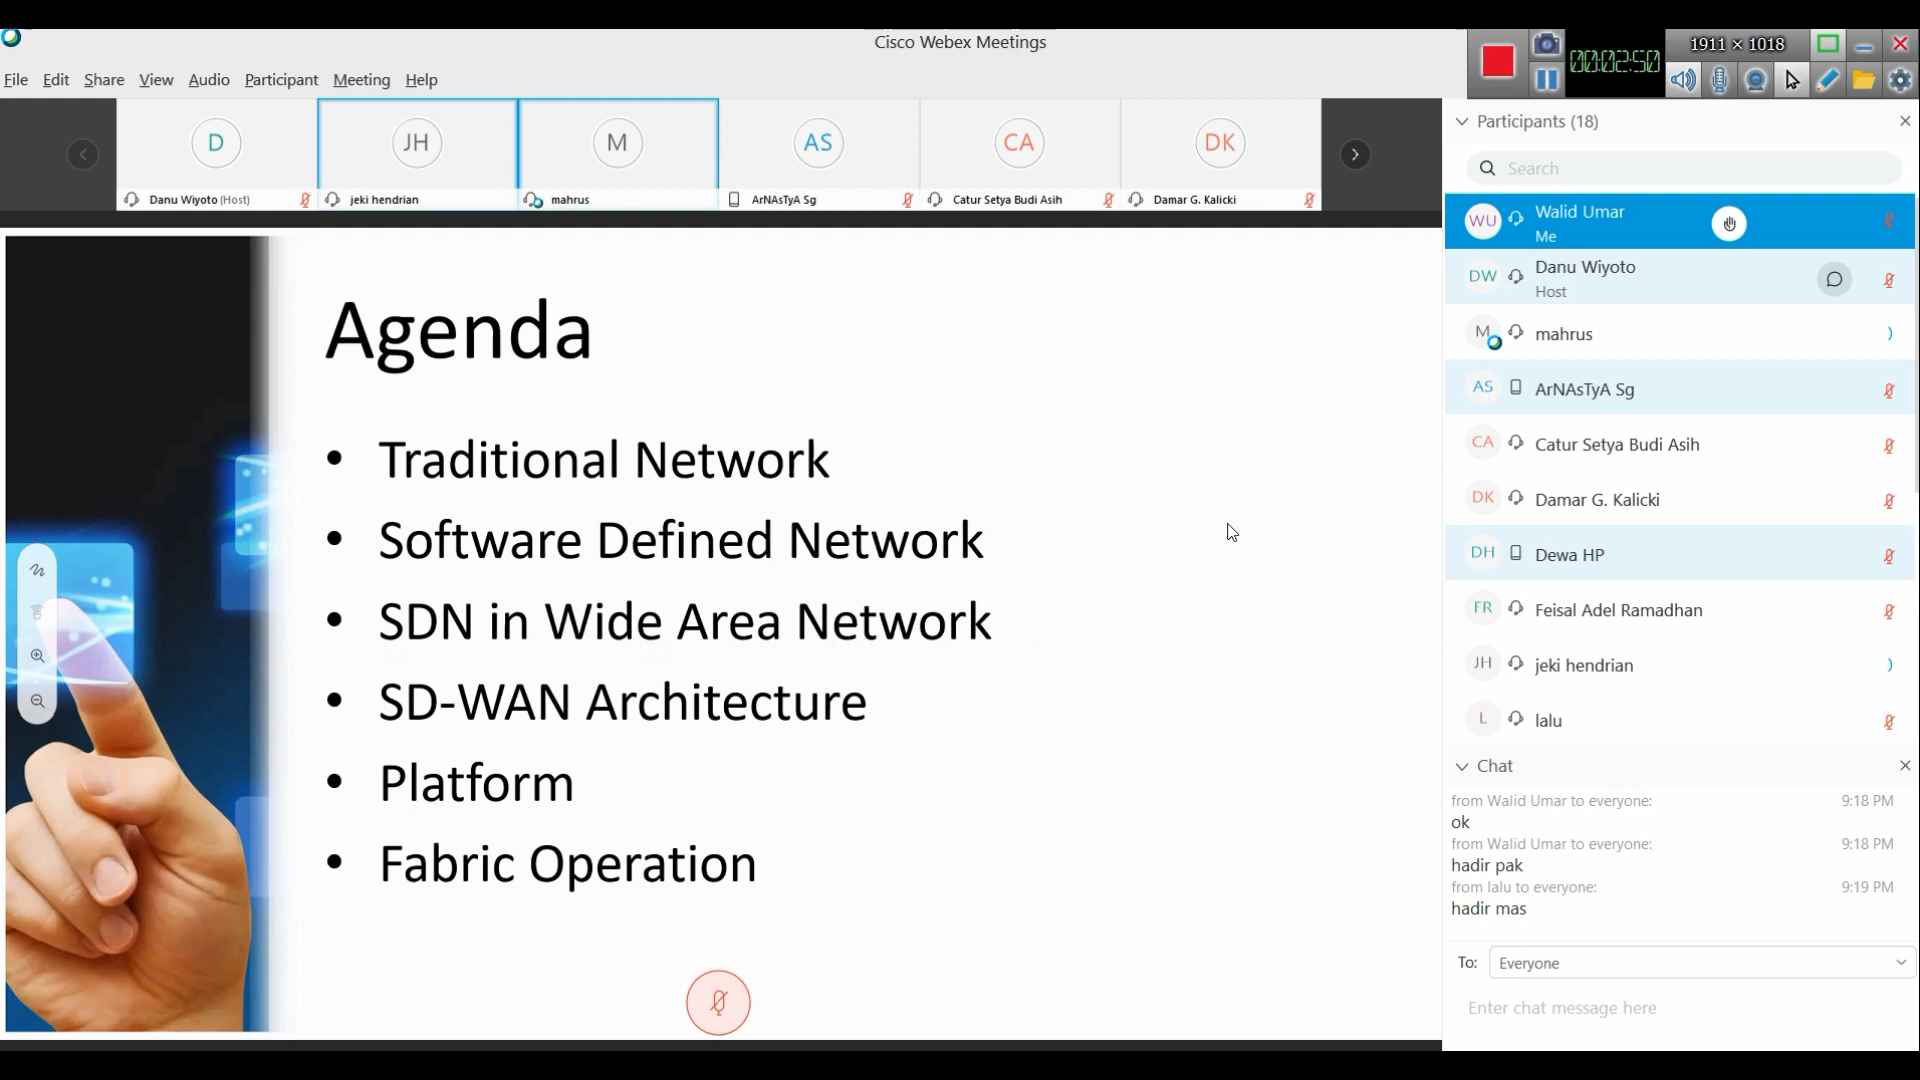 Cisco Webex Meetings
1911 × 1018
00:02:50
File Edit Share View Audio Participant Meeting Help
D
JH
M
AS
CA
DK
Danu Wiyoto (Host)
jeki hendrian
mahrus
ArNAsTyA Sg
Catur Setya Budi Asih
Damar G. Kalicki
Agenda
• Traditional Network
• Software Defined Network
• SDN in Wide Area Network
• SD-WAN Architecture
• Platform
• Fabric Operation
Participants (18)
Search
WU Walid Umar
Me
DW Danu Wiyoto
Host
M mahrus
AS ArNAsTyA Sg
CA Catur Setya Budi Asih
DK Damar G. Kalicki
DH Dewa HP
FR Feisal Adel Ramadhan
JH jeki hendrian
L lalu
Chat
from Walid Umar to everyone: 9:18 PM
ok
from Walid Umar to everyone: 9:18 PM
hadir pak
from lalu to everyone: 9:19 PM
hadir mas
To: Everyone
Enter chat message here